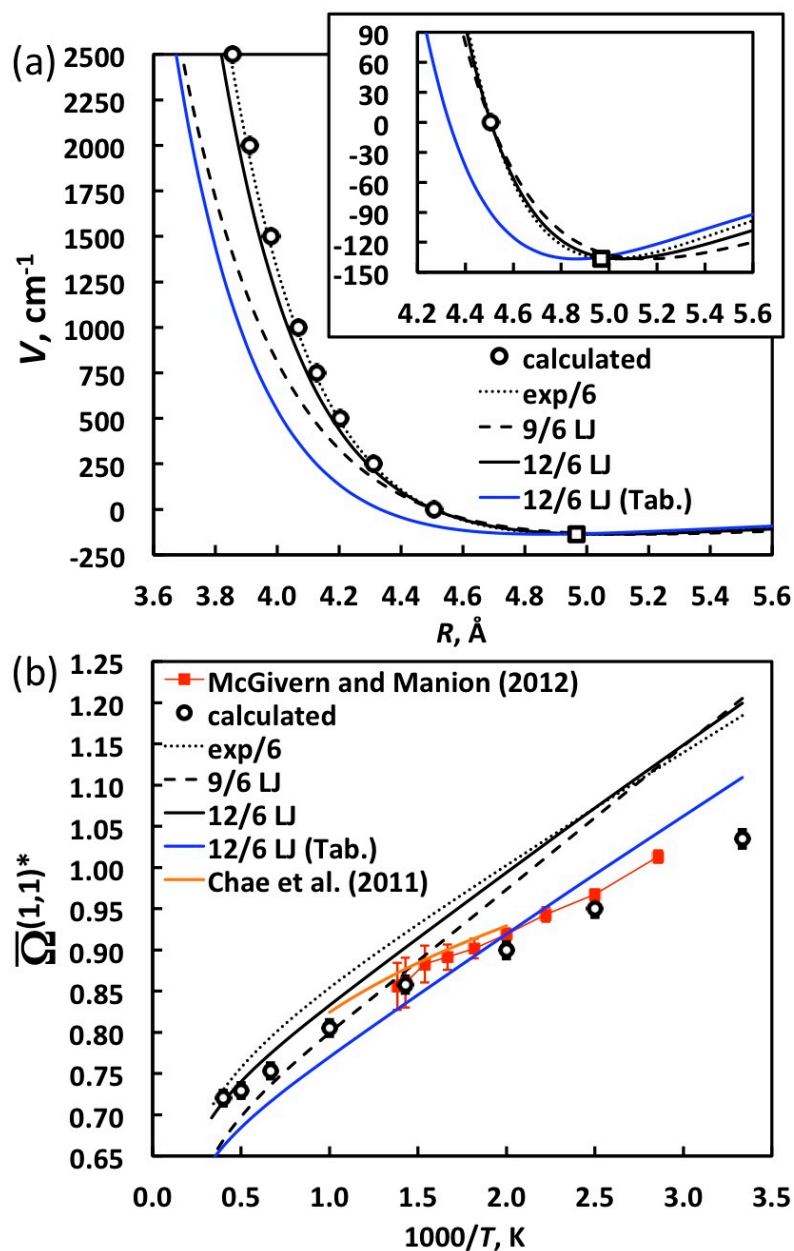 (a)
V, cm-1
2500
2250
2000
1750
1500
1250
1000
750
500
250
0
-250
3.6 3.8 4.0 4.2 4.4 4.6 4.8 5.0 5.2 5.4 5.6
R, Å
90
60
30
0
-30
-60
-90
-120
-150
4.2 4.4 4.6 4.8 5.0 5.2 5.4 5.6
calculated
exp/6
9/6 LJ
12/6 LJ
12/6 LJ (Tab.)
(b)
Ω̅(1,1)*
1.25
1.20
1.15
1.10
1.05
1.00
0.95
0.90
0.85
0.80
0.75
0.70
0.65
McGivern and Manion (2012)
calculated
exp/6
9/6 LJ
12/6 LJ
12/6 LJ (Tab.)
Chae et al. (2011)
0.0 0.5 1.0 1.5 2.0 2.5 3.0 3.5
1000/T, K